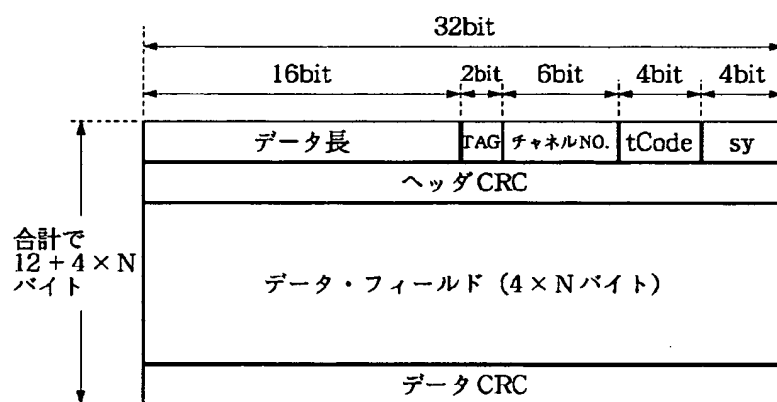 32bit
16bit
2bit
6bit
4bit
4bit
データ長
TAG
チャネルNO.
tCode
sy
ヘッダCRC
合計で
12+4×N
バイト
データ・フィールド（4×Nバイト）
データCRC